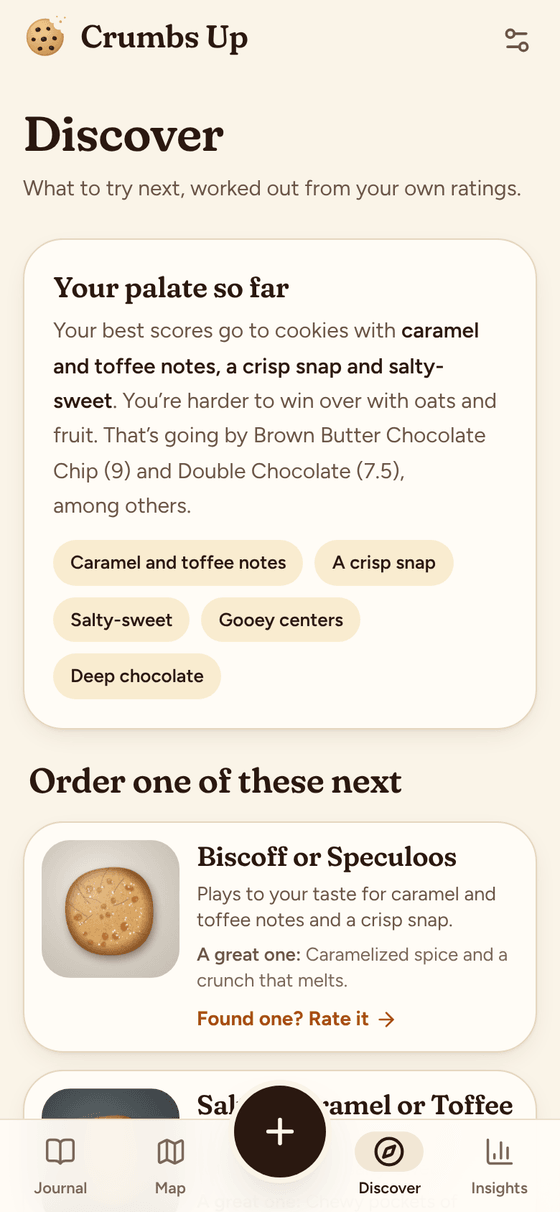 Crumbs Up
Discover
What to try next, worked out from your own ratings.
Your palate so far
Your best scores go to cookies with caramel
and toffee notes, a crisp snap and salty-
sweet. You’re harder to win over with oats and
fruit. That’s going by Brown Butter Chocolate
Chip (9) and Double Chocolate (7.5),
among others.
Caramel and toffee notes
A crisp snap
Salty-sweet
Gooey centers
Deep chocolate
Order one of these next
Biscoff or Speculoos
Plays to your taste for caramel and
toffee notes and a crisp snap.
A great one: Caramelized spice and a
crunch that melts.
Found one? Rate it →
or Toffee
Journal
Map
Discover
Insights